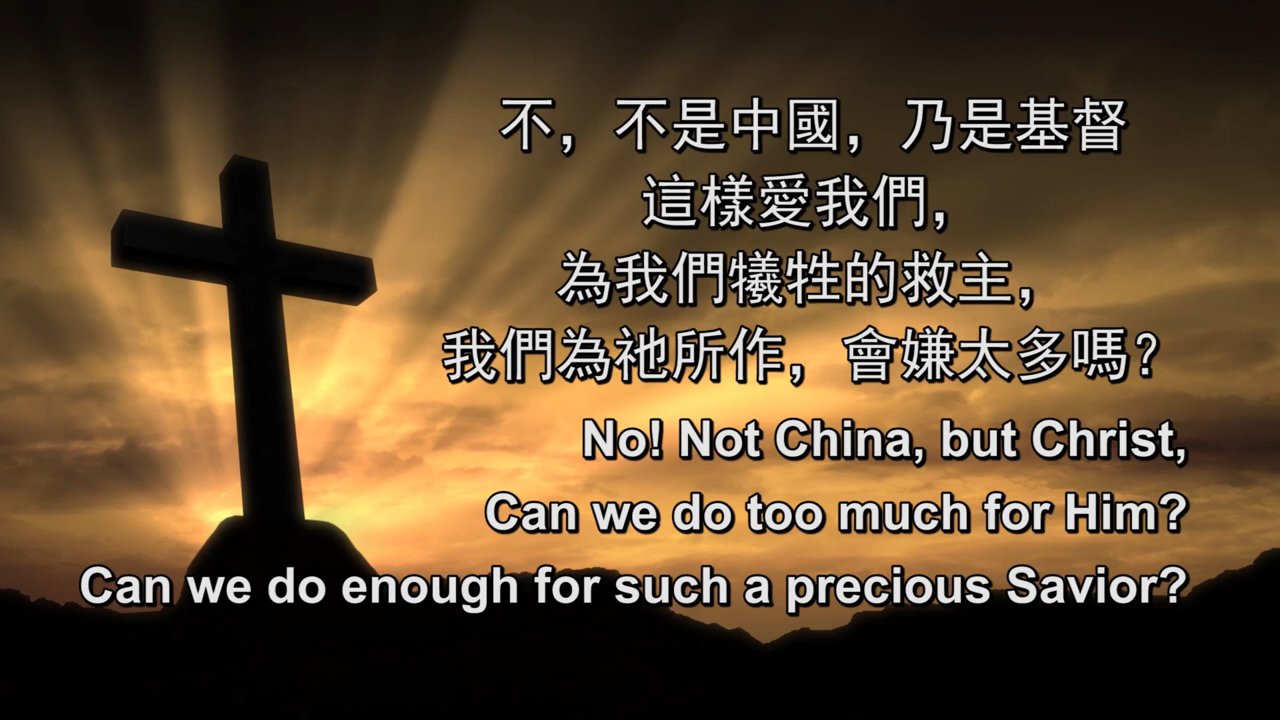 不，不是中國，乃是基督
這樣愛我們，
為我們犧牲的救主，
我們為祂所作，會嫌太多嗎？
No! Not China, but Christ,
Can we do too much for Him?
Can we do enough for such a precious Savior?